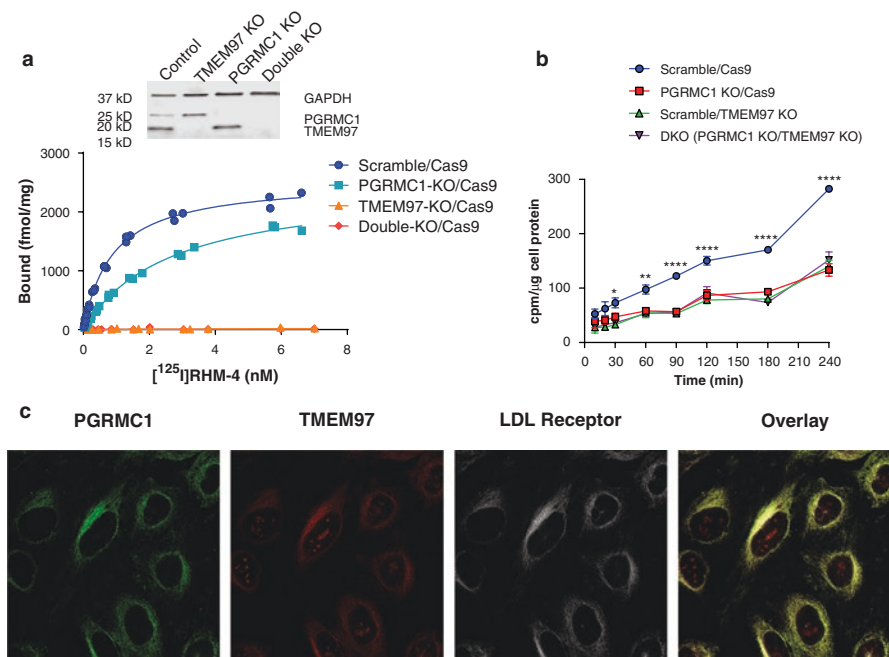 a
Control
TMEM97 KO
PGRMC1 KO
Double KO
37 kD
GAPDH
25 kD
PGRMC1
20 kD
TMEM97
15 kD
3000
2000
1000
0
Bound (fmol/mg)
0 2 4 6 8
[¹²⁵I]RHM-4 (nM)
Scramble/Cas9
PGRMC1-KO/Cas9
TMEM97-KO/Cas9
Double-KO/Cas9
b
Scramble/Cas9
PGRMC1 KO/Cas9
Scramble/TMEM97 KO
DKO (PGRMC1 KO/TMEM97 KO)
300
200
100
0
cpm/µg cell protein
* ** **** **** **** ****
0 30 60 90 120 150 180 210 240
Time (min)
c
PGRMC1 TMEM97 LDL Receptor Overlay